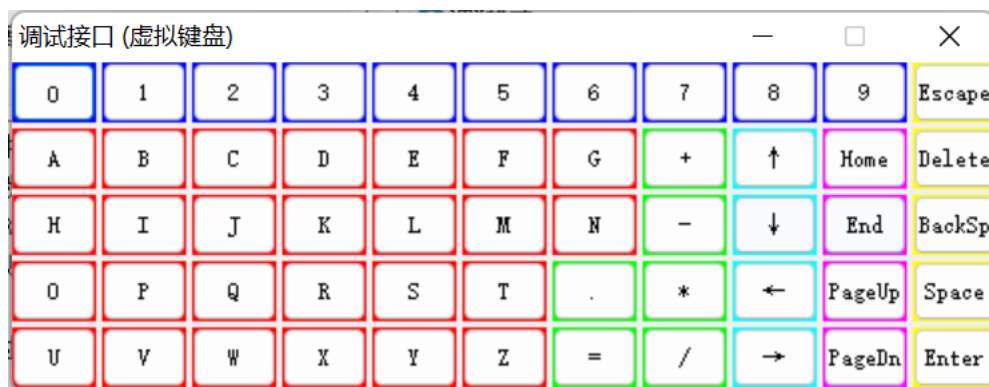 调试接口 (虚拟键盘)
0 1 2 3 4 5 6 7 8 9 Escape
A B C D E F G + ↑ Home Delete
H I J K L M N - ↓ End BackSp
O P Q R S T . * ← PageUp Space
U V W X Y Z = / → PageDn Enter